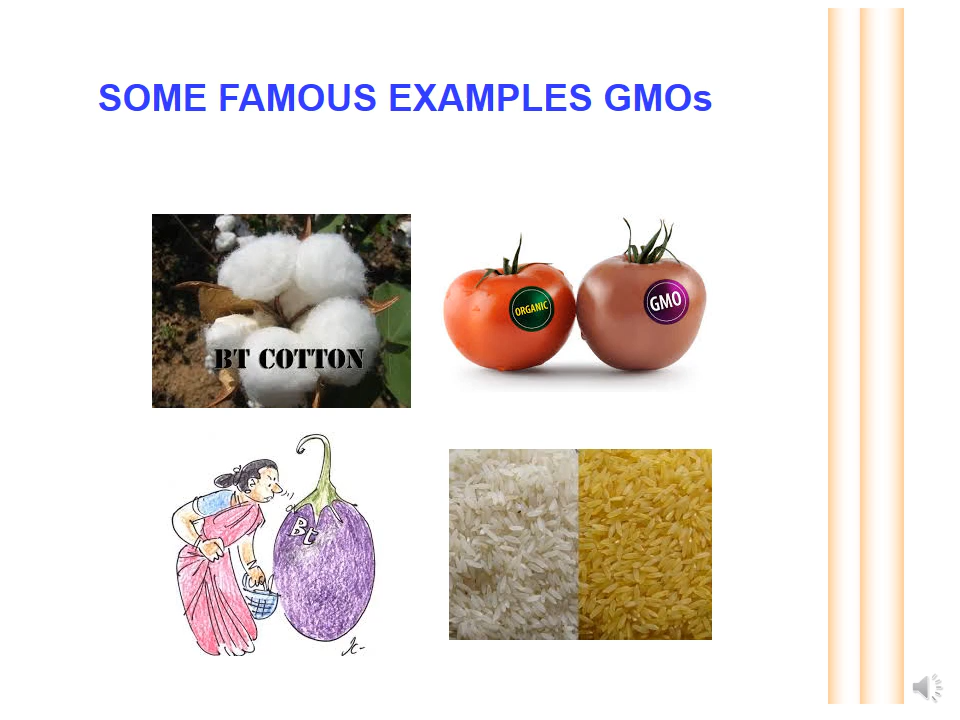 SOME FAMOUS EXAMPLES GMOs
BT COTTON
ORGANIC
GMO
Bt